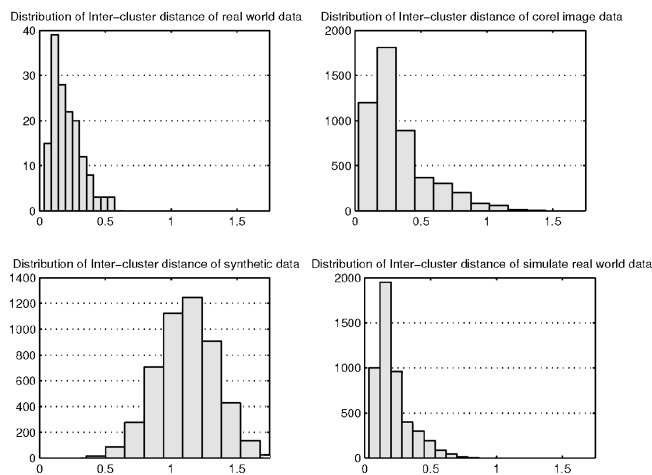 Distribution of Inter-cluster distance of real world data
40
30
20
10
0
0 0.5 1 1.5
Distribution of Inter-cluster distance of corel image data
2000
1500
1000
500
0
0 0.5 1 1.5
Distribution of Inter-cluster distance of synthetic data
1400
1200
1000
800
600
400
200
0
0 0.5 1 1.5
Distribution of Inter-cluster distance of simulate real world data
2000
1500
1000
500
0
0 0.5 1 1.5